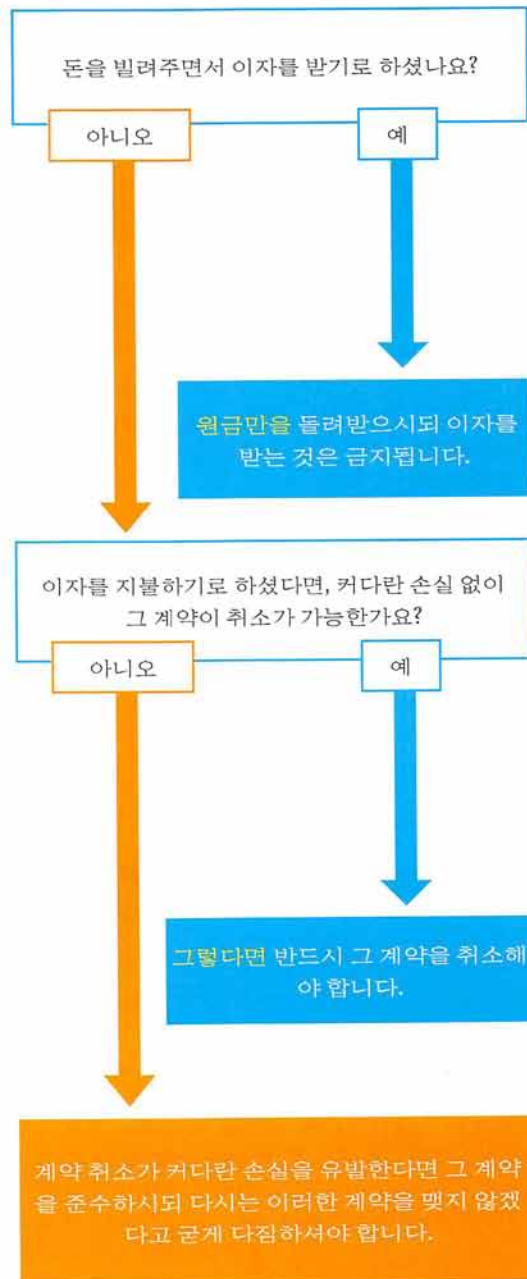 돈을 빌려주면서 이자를 받기로 하셨나요?
아니오
예
원금만을 돌려받으시되 이자를
받는 것은 금지됩니다.
이자를 지불하기로 하셨다면, 커다란 손실 없이
그 계약이 취소가 가능한가요?
아니오
예
그렇다면 반드시 그 계약을 취소해
야 합니다.
계약 취소가 커다란 손실을 유발한다면 그 계약
을 준수하시되 다시는 이러한 계약을 맺지 않겠
다고 굳게 다짐하셔야 합니다.